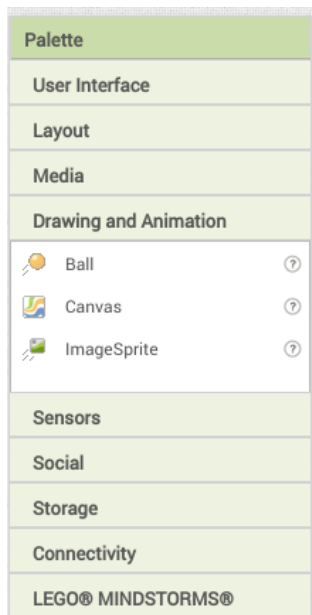 Palette
User Interface
Layout
Media
Drawing and Animation
Ball ?
Canvas ?
ImageSprite ?
Sensors
Social
Storage
Connectivity
LEGO® MINDSTORMS®